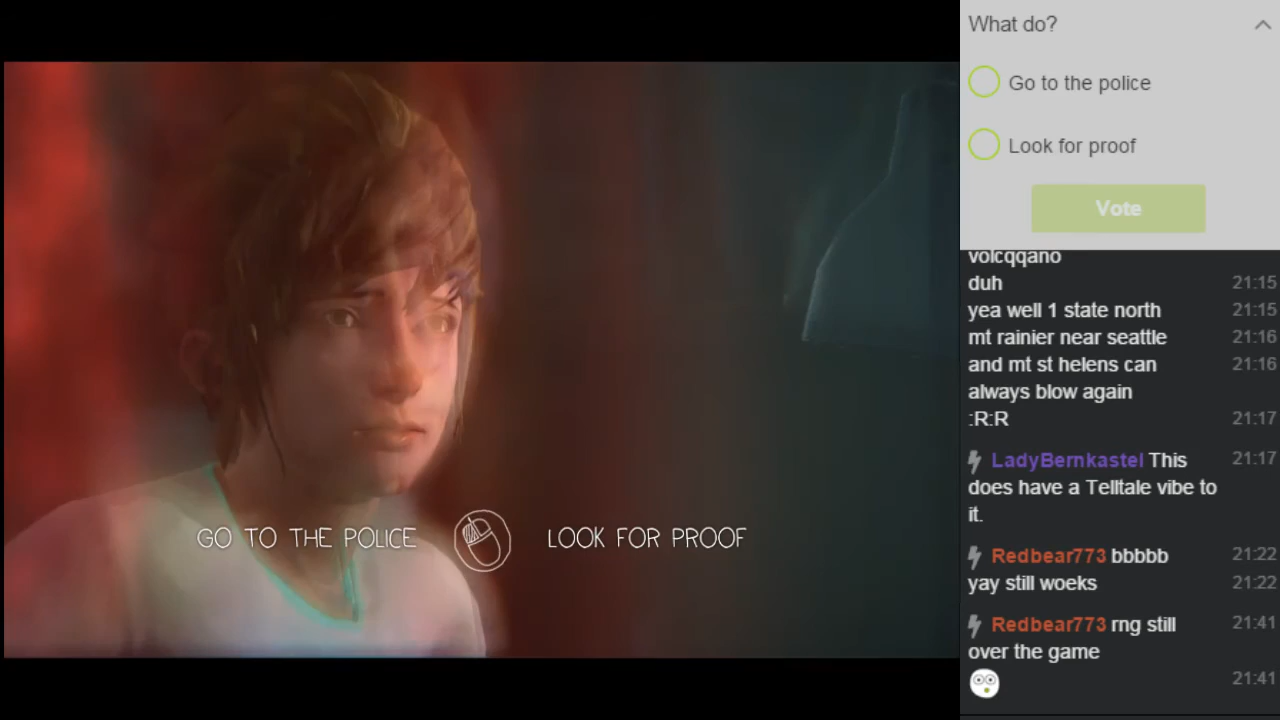 GO TO THE POLICE
LOOK FOR PROOF
What do?
Go to the police
Look for proof
Vote
volcqqano
duh 21:15
yea well 1 state north 21:15
mt rainier near seattle 21:16
and mt st helens can 21:16
always blow again
:R:R 21:17
LadyBernkastel This 21:17
does have a Telltale vibe to
it.
Redbear773 bbbbb 21:22
yay still woeks 21:22
Redbear773 rng still 21:41
over the game
21:41